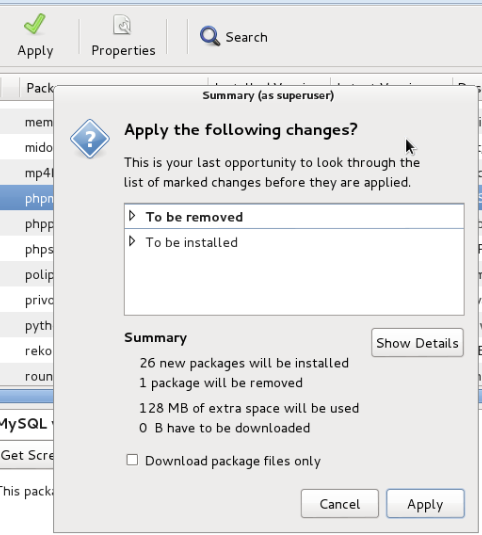 Apply
Properties
Search
Summary (as superuser)
Apply the following changes?
This is your last opportunity to look through the
list of marked changes before they are applied.
To be removed
To be installed
Summary
Show Details
26 new packages will be installed
1 package will be removed
128 MB of extra space will be used
0 B have to be downloaded
Download package files only
Cancel
Apply
Pack
mem
mido
mp4
phpn
phpp
phps
polip
privo
pyth
reko
roun
MySQL
Get Scre
This packa